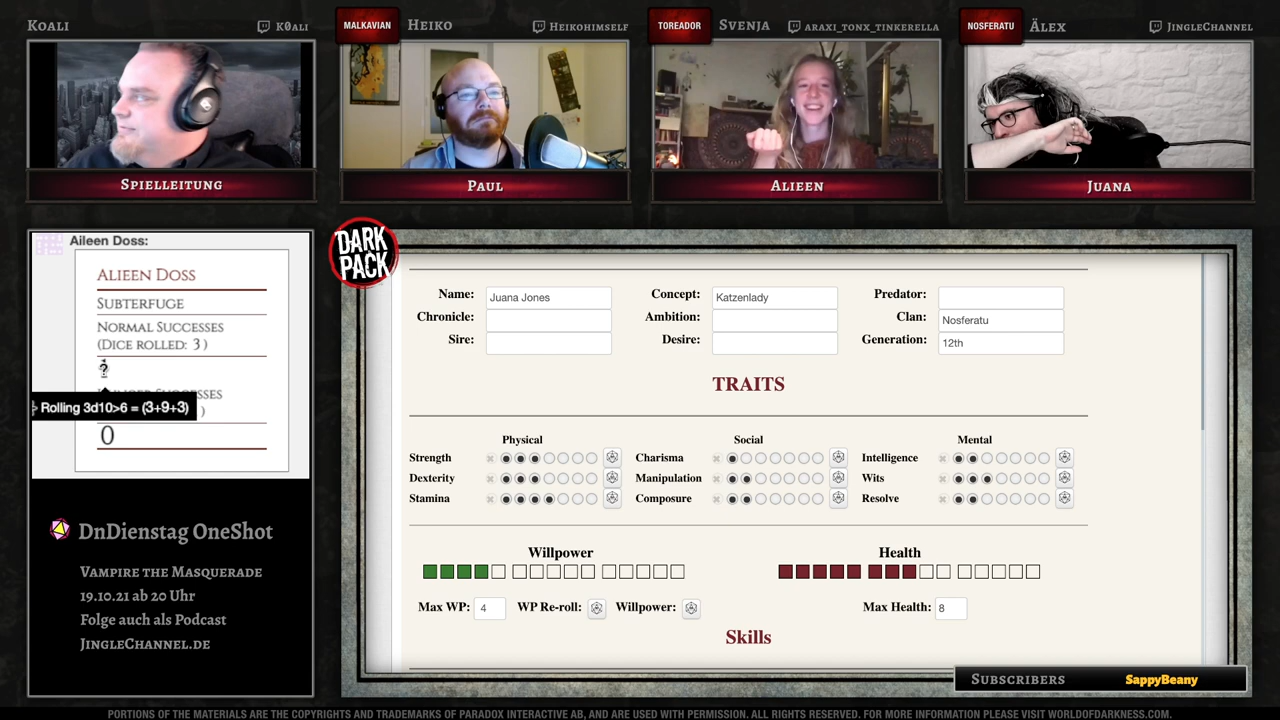 Koali
K0ali
MALKAVIAN
Heiko
Heikohimself
TOREADOR
Svenja
araxi_tonx_tinkerella
NOSFERATU
Älex
JingleChannel
Spielleitung
Paul
Alieen
Juana
Aileen Doss:
Alieen Doss
Subterfuge
Normal Successes
(Dice rolled: 3)
?
Rolling 3d10>6 = (3+9+3)
0
DnDienstag OneShot
Vampire the Masquerade
19.10.21 ab 20 Uhr
Folge auch als Podcast
JingleChannel.de
DARK
PACK
Name: Juana Jones Concept: Katzenlady Predator:
Chronicle: Ambition: Clan: Nosferatu
Sire: Desire: Generation: 12th
TRAITS
Physical Social Mental
Strength Charisma Intelligence
Dexterity Manipulation Wits
Stamina Composure Resolve
Willpower Health
Max WP: 4 WP Re-roll: Willpower: Max Health: 8
Skills
Subscribers SappyBeany
PORTIONS OF THE MATERIALS ARE THE COPYRIGHTS AND TRADEMARKS OF PARADOX INTERACTIVE AB, AND ARE USED WITH PERMISSION. ALL RIGHTS RESERVED. FOR MORE INFORMATION PLEASE VISIT WORLDOFDARKNESS.COM.